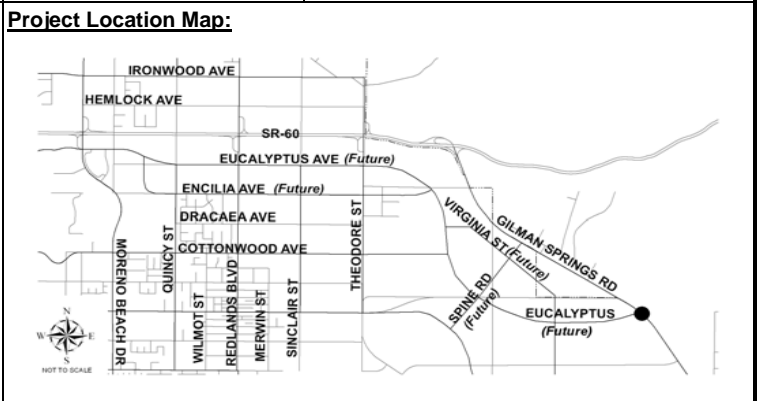 Project Location Map:
IRONWOOD AVE
HEMLOCK AVE
SR-60
EUCALYPTUS AVE (Future)
ENCILIA AVE (Future)
DRACAEA AVE
COTTONWOOD AVE
MORENO BEACH DR
QUINCY ST
WILMOT ST
REDLANDS BLVD
MERWIN ST
SINCLAIR ST
THEODORE ST
VIRGINIA ST (Future)
GILMAN SPRINGS RD
SPINE RD
(Future)
EUCALYPTUS
(Future)
N
W E
S
NOT TO SCALE